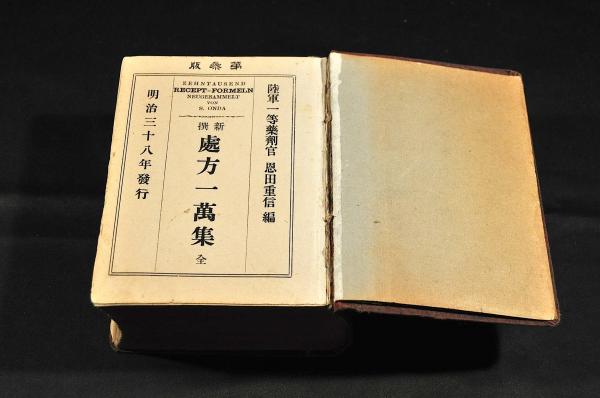 第叅版
陸軍一等藥劑官 恩田重信 編
ZEHNTAUSEND
RECEPT-FORMELN
NEUGESAMMELT
VON
S. ONDA
新撰
處方一萬集
全
明治三十八年發行